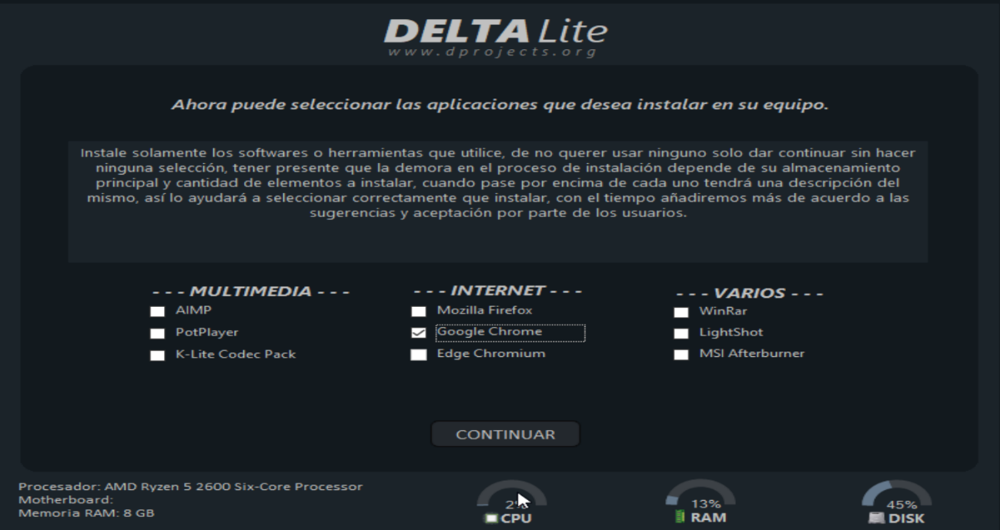 DELTA Lite
www.dprojects.org
Ahora puede seleccionar las aplicaciones que desea instalar en su equipo.
Instale solamente los softwares o herramientas que utilice, de no querer usar ninguno solo dar continuar sin hacer
ninguna selección, tener presente que la demora en el proceso de instalación depende de su almacenamiento
principal y cantidad de elementos a instalar, cuando pase por encima de cada uno tendrá una descripción del
mismo, así lo ayudará a seleccionar correctamente que instalar, con el tiempo añadiremos más de acuerdo a las
sugerencias y aceptación por parte de los usuarios.
- - - MULTIMEDIA - - -
AIMP
PotPlayer
K-Lite Codec Pack
- - - INTERNET - - -
Mozilla Firefox
Google Chrome
Edge Chromium
- - - VARIOS - - -
WinRar
LightShot
MSI Afterburner
CONTINUAR
Procesador: AMD Ryzen 5 2600 Six-Core Processor
Motherboard:
Memoria RAM: 8 GB
2%
CPU
13%
RAM
45%
DISK